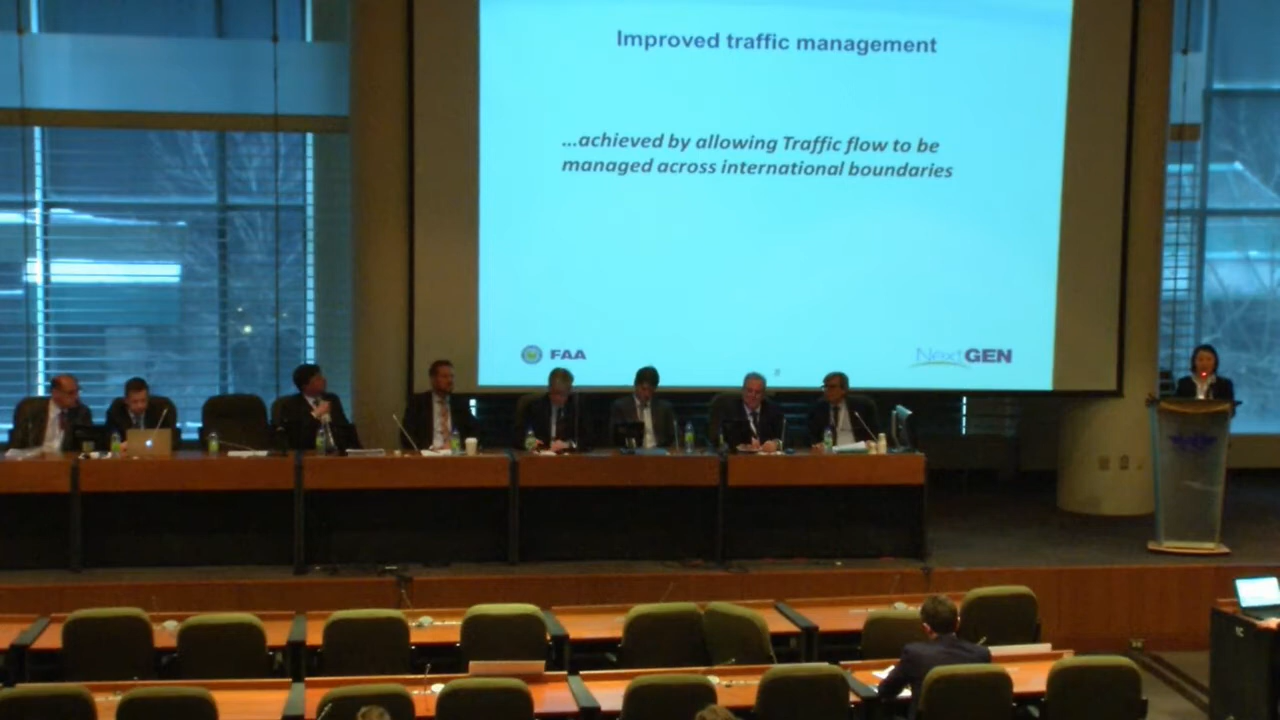 Improved traffic management
...achieved by allowing Traffic flow to be
managed across international boundaries
FAA
NextGEN